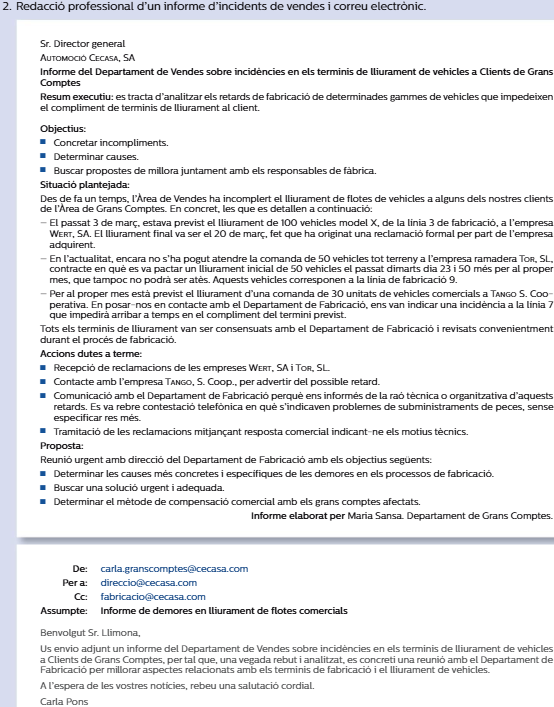 2. Redacció professional d'un informe d'incidents de vendes i correu electrònic.
Sr. Director general
AUTOMOCIÓ CECASA, SA
Informe del Departament de Vendes sobre incidències en els terminis de lliurament de vehicles a Clients de Grans
Comptes
Resum executiu: es tracta d'analitzar els retards de fabricació de determinades gammes de vehicles que impedeixen
el compliment de terminis de lliurament al client.
Objectius:
■ Concretar incompliments.
■ Determinar causes.
■ Buscar propostes de millora juntament amb els responsables de fàbrica.
Situació plantejada:
Des de fa un temps, l'Àrea de Vendes ha incomplert el lliurament de flotes de vehicles a alguns dels nostres clients
de l'Àrea de Grans Comptes. En concret, les que es detallen a continuació:
– El passat 3 de març, estava previst el lliurament de 100 vehicles model X, de la línia 3 de fabricació, a l'empresa
WERT, SA. El lliurament final va ser el 20 de març, fet que ha originat una reclamació formal per part de l'empresa
adquirent.
– En l'actualitat, encara no s'ha pogut atendre la comanda de 50 vehicles tot terreny a l'empresa ramadera TOR, SL,
contracte en què es va pactar un lliurament inicial de 50 vehicles el passat dimarts dia 23 i 50 més per al proper
mes, que tampoc no podrà ser atès. Aquests vehicles corresponen a la línia de fabricació 9.
– Per al proper mes està previst el lliurament d'una comanda de 30 unitats de vehicles comercials a TANGO S. Coo-
perativa. En posar-nos en contacte amb el Departament de Fabricació, ens van indicar una incidència a la línia 7
que impedirà arribar a temps en el compliment del termini previst.
Tots els terminis de lliurament van ser consensuats amb el Departament de Fabricació i revisats convenientment
durant el procés de fabricació.
Accions dutes a terme:
■ Recepció de reclamacions de les empreses WERT, SA i TOR, SL.
■ Contacte amb l'empresa TANGO, S. Coop., per advertir del possible retard.
■ Comunicació amb el Departament de Fabricació perquè ens informés de la raó tècnica o organitzativa d'aquests
retards. Es va rebre contestació telefònica en què s'indicaven problemes de subministraments de peces, sense
especificar res més.
■ Tramitació de les reclamacions mitjançant resposta comercial indicant-ne els motius tècnics.
Proposta:
Reunió urgent amb direcció del Departament de Fabricació amb els objectius següents:
■ Determinar les causes més concretes i específiques de les demores en els processos de fabricació.
■ Buscar una solució urgent i adequada.
■ Determinar el mètode de compensació comercial amb els grans comptes afectats.
Informe elaborat per Maria Sansa. Departament de Grans Comptes.
De: carla.granscomptes@cecasa.com
Per a: direccio@cecasa.com
Cc: fabricacio@cecasa.com
Assumpte: Informe de demores en lliurament de flotes comercials
Benvolgut Sr. Llimona,
Us envio adjunt un informe del Departament de Vendes sobre incidències en els terminis de lliurament de vehicles
a Clients de Grans Comptes, per tal que, una vegada rebut i analitzat, es concreti una reunió amb el Departament de
Fabricació per millorar aspectes relacionats amb els terminis de fabricació i el lliurament de vehicles.
A l'espera de les vostres notícies, rebeu una salutació cordial.
Carla Pons